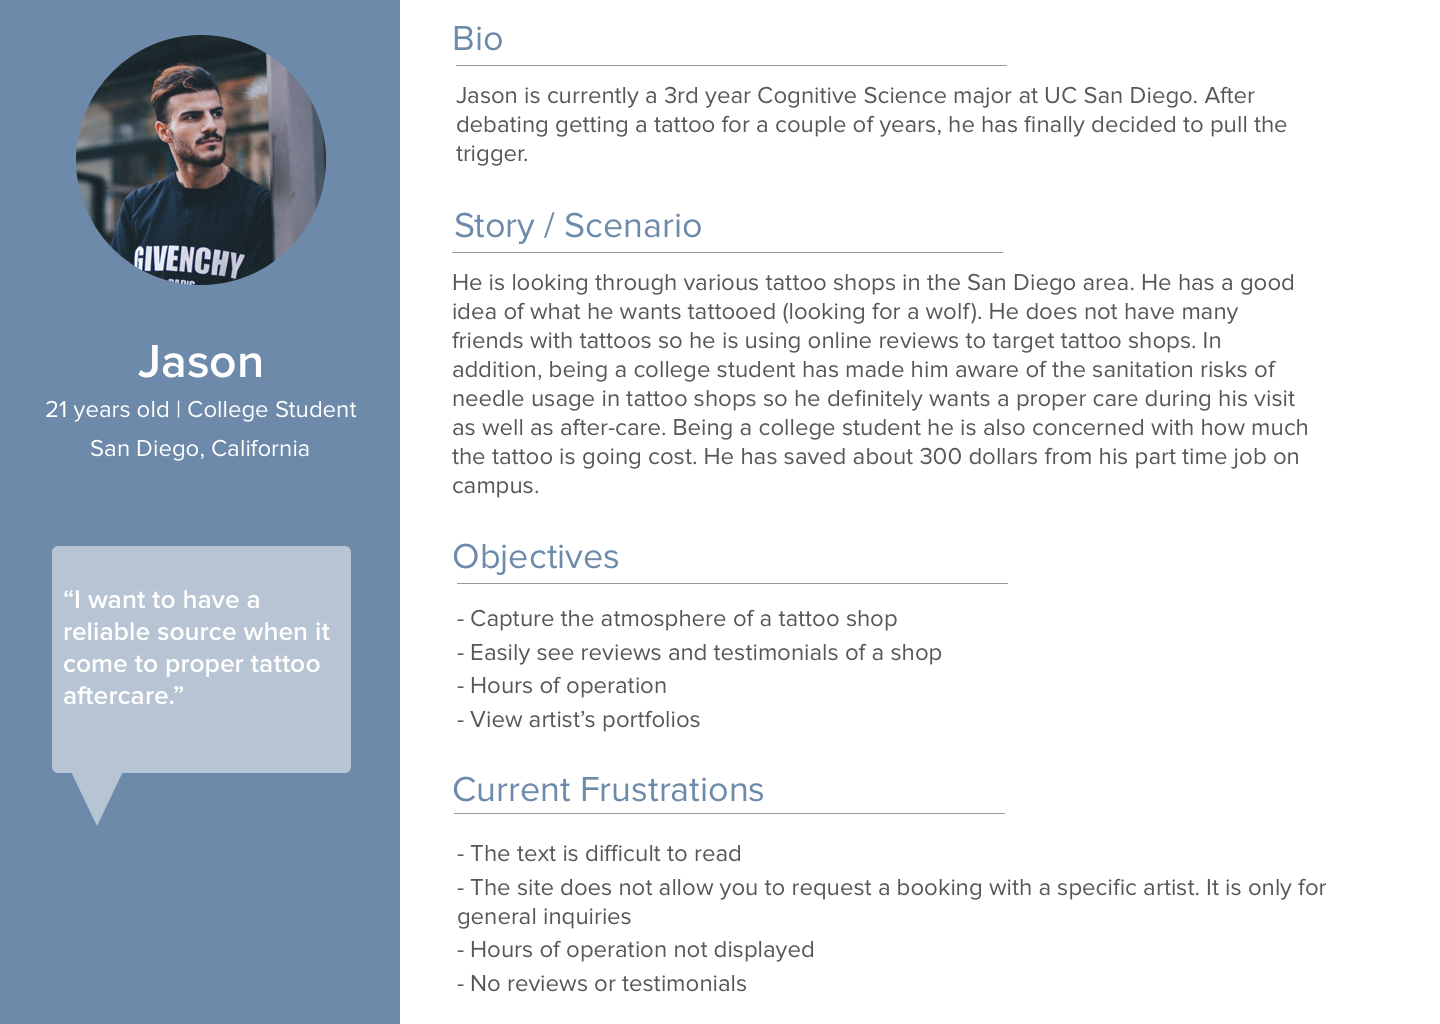 GIVENCHY
PARIS
Jason
21 years old | College Student
San Diego, California
“I want to have a
reliable source when it
come to proper tattoo
aftercare.”
Bio
Jason is currently a 3rd year Cognitive Science major at UC San Diego. After
debating getting a tattoo for a couple of years, he has finally decided to pull the
trigger.
Story / Scenario
He is looking through various tattoo shops in the San Diego area. He has a good
idea of what he wants tattooed (looking for a wolf). He does not have many
friends with tattoos so he is using online reviews to target tattoo shops. In
addition, being a college student has made him aware of the sanitation risks of
needle usage in tattoo shops so he definitely wants a proper care during his visit
as well as after-care. Being a college student he is also concerned with how much
the tattoo is going cost. He has saved about 300 dollars from his part time job on
campus.
Objectives
- Capture the atmosphere of a tattoo shop
- Easily see reviews and testimonials of a shop
- Hours of operation
- View artist’s portfolios
Current Frustrations
- The text is difficult to read
- The site does not allow you to request a booking with a specific artist. It is only for
general inquiries
- Hours of operation not displayed
- No reviews or testimonials